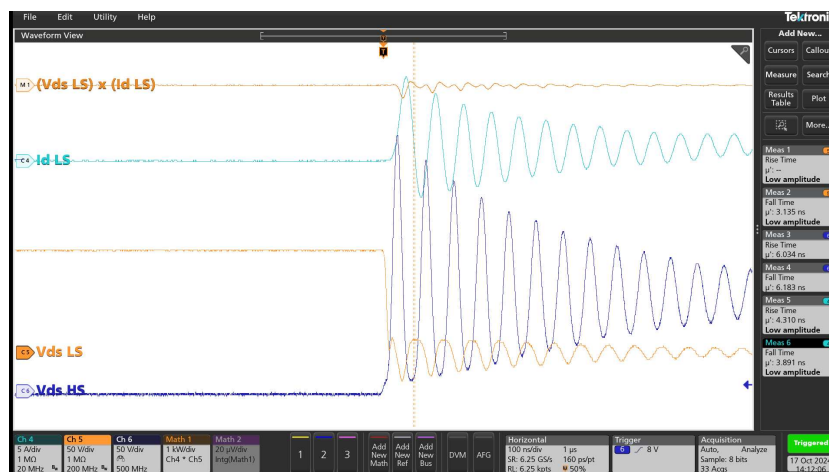 File Edit Utility Help
Tektroni
Waveform View
Add New...
T
M 1 (Vds LS) x (Id LS)
C 4 Id LS
C 5 Vds LS
C 6 Vds HS
Cursors Callou
Measure Search
Results Table Plot
More...
Meas 1
Rise Time
µ': --
Low amplitude
Meas 2
Fall Time
µ': 3.135 ns
Low amplitude
Meas 3
Rise Time
µ': 6.034 ns
Meas 4
Fall Time
µ': 6.183 ns
Meas 5
Rise Time
µ': 4.310 ns
Low amplitude
Meas 6
Fall Time
µ': 3.891 ns
Low amplitude
Ch 4
5 A/div
1 MΩ
20 MHz
Ch 5
50 V/div
1 MΩ
200 MHz
Ch 6
50 V/div
500 MHz
Math 1
1 kW/div
Ch4 * Ch5
Math 2
20 µV/div
Intg(Math1)
1 2 3
Add New Math
Add New Ref
Add New Bus
DVM
AFG
Horizontal
100 ns/div 1 µs
SR: 6.25 GS/s 160 ps/pt
RL: 6.25 kpts 50%
Trigger
6 8 V
Acquisition
Auto, Analyze
Sample: 8 bits
33 Acqs
Triggered
17 Oct 202